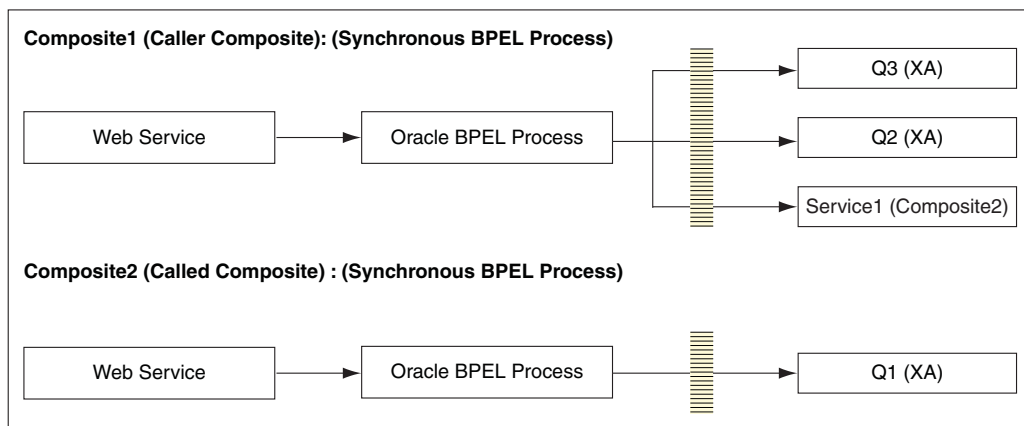 Composite1 (Caller Composite): (Synchronous BPEL Process)
Q3 (XA)
Web Service
Oracle BPEL Process
Q2 (XA)
Service1 (Composite2)
Composite2 (Called Composite) : (Synchronous BPEL Process)
Web Service
Oracle BPEL Process
Q1 (XA)